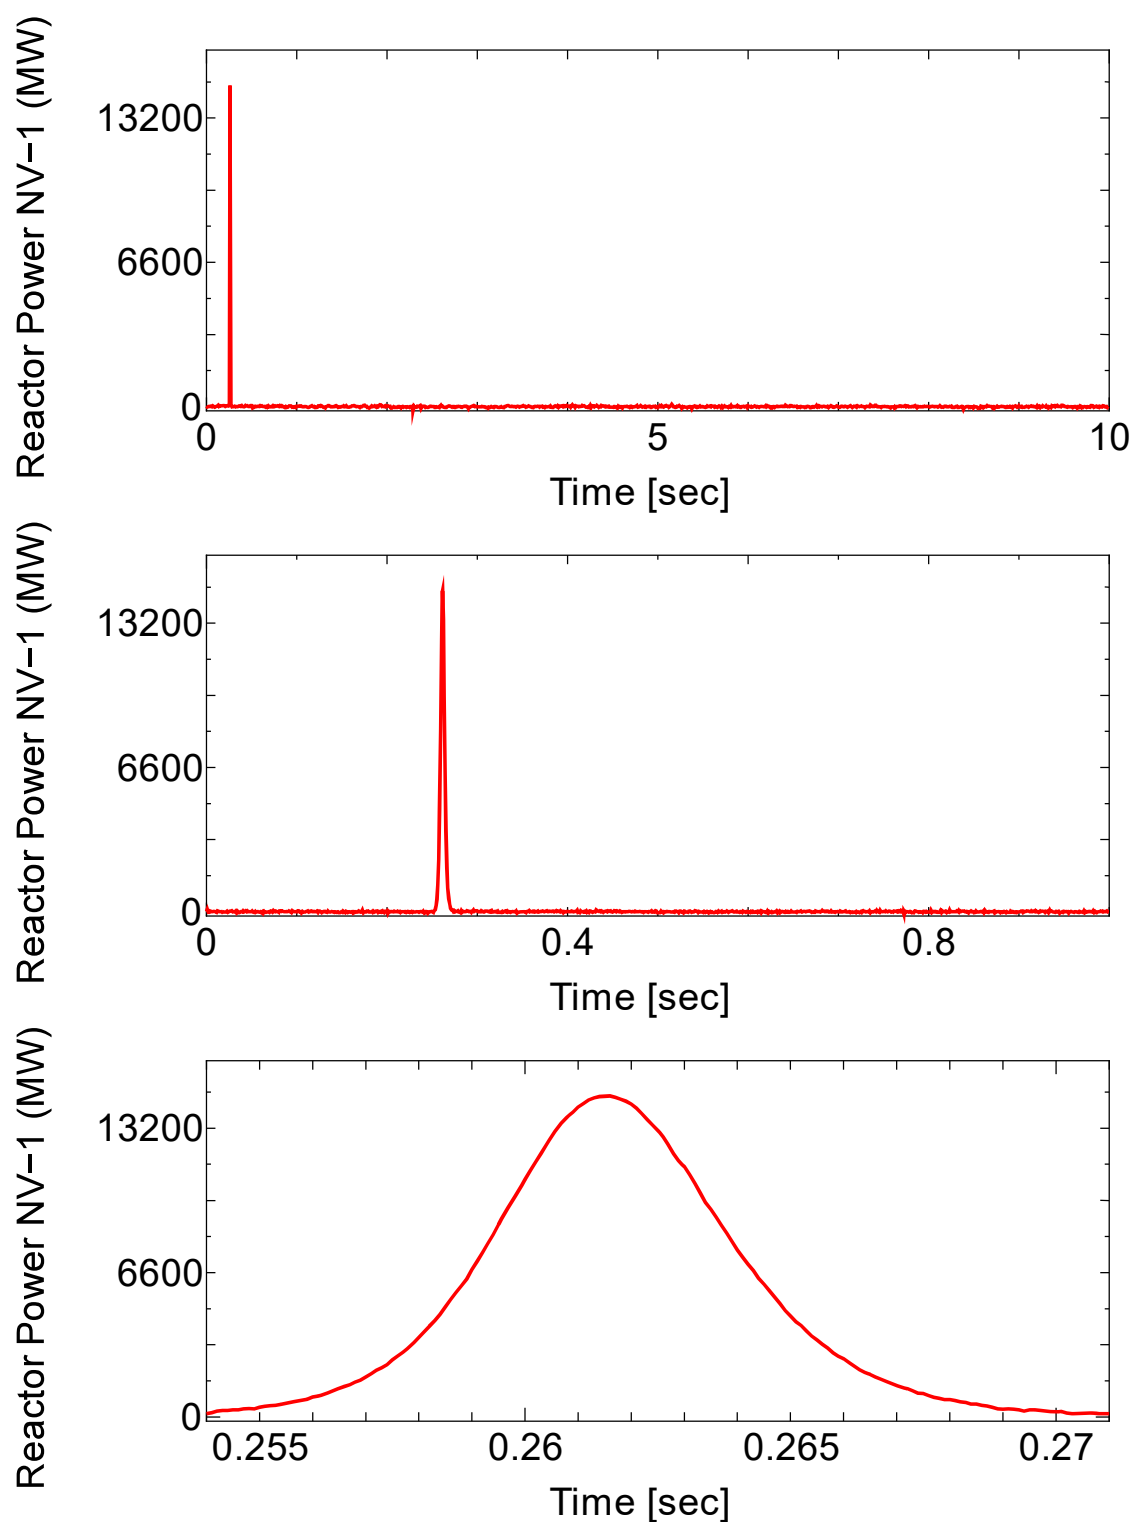 Reactor Power NV−1 (MW)
13200
6600
0
0 5 10
Time [sec]
Reactor Power NV−1 (MW)
13200
6600
0
0 0.4 0.8
Time [sec]
Reactor Power NV−1 (MW)
13200
6600
0
0.255 0.26 0.265 0.27
Time [sec]